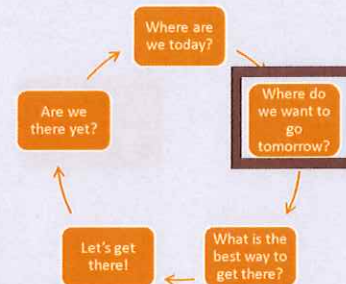 Where are
we today?
Where do
we want to
go
tomorrow?
What is the
best way to
get there?
Let's get
there!
Are we
there yet?